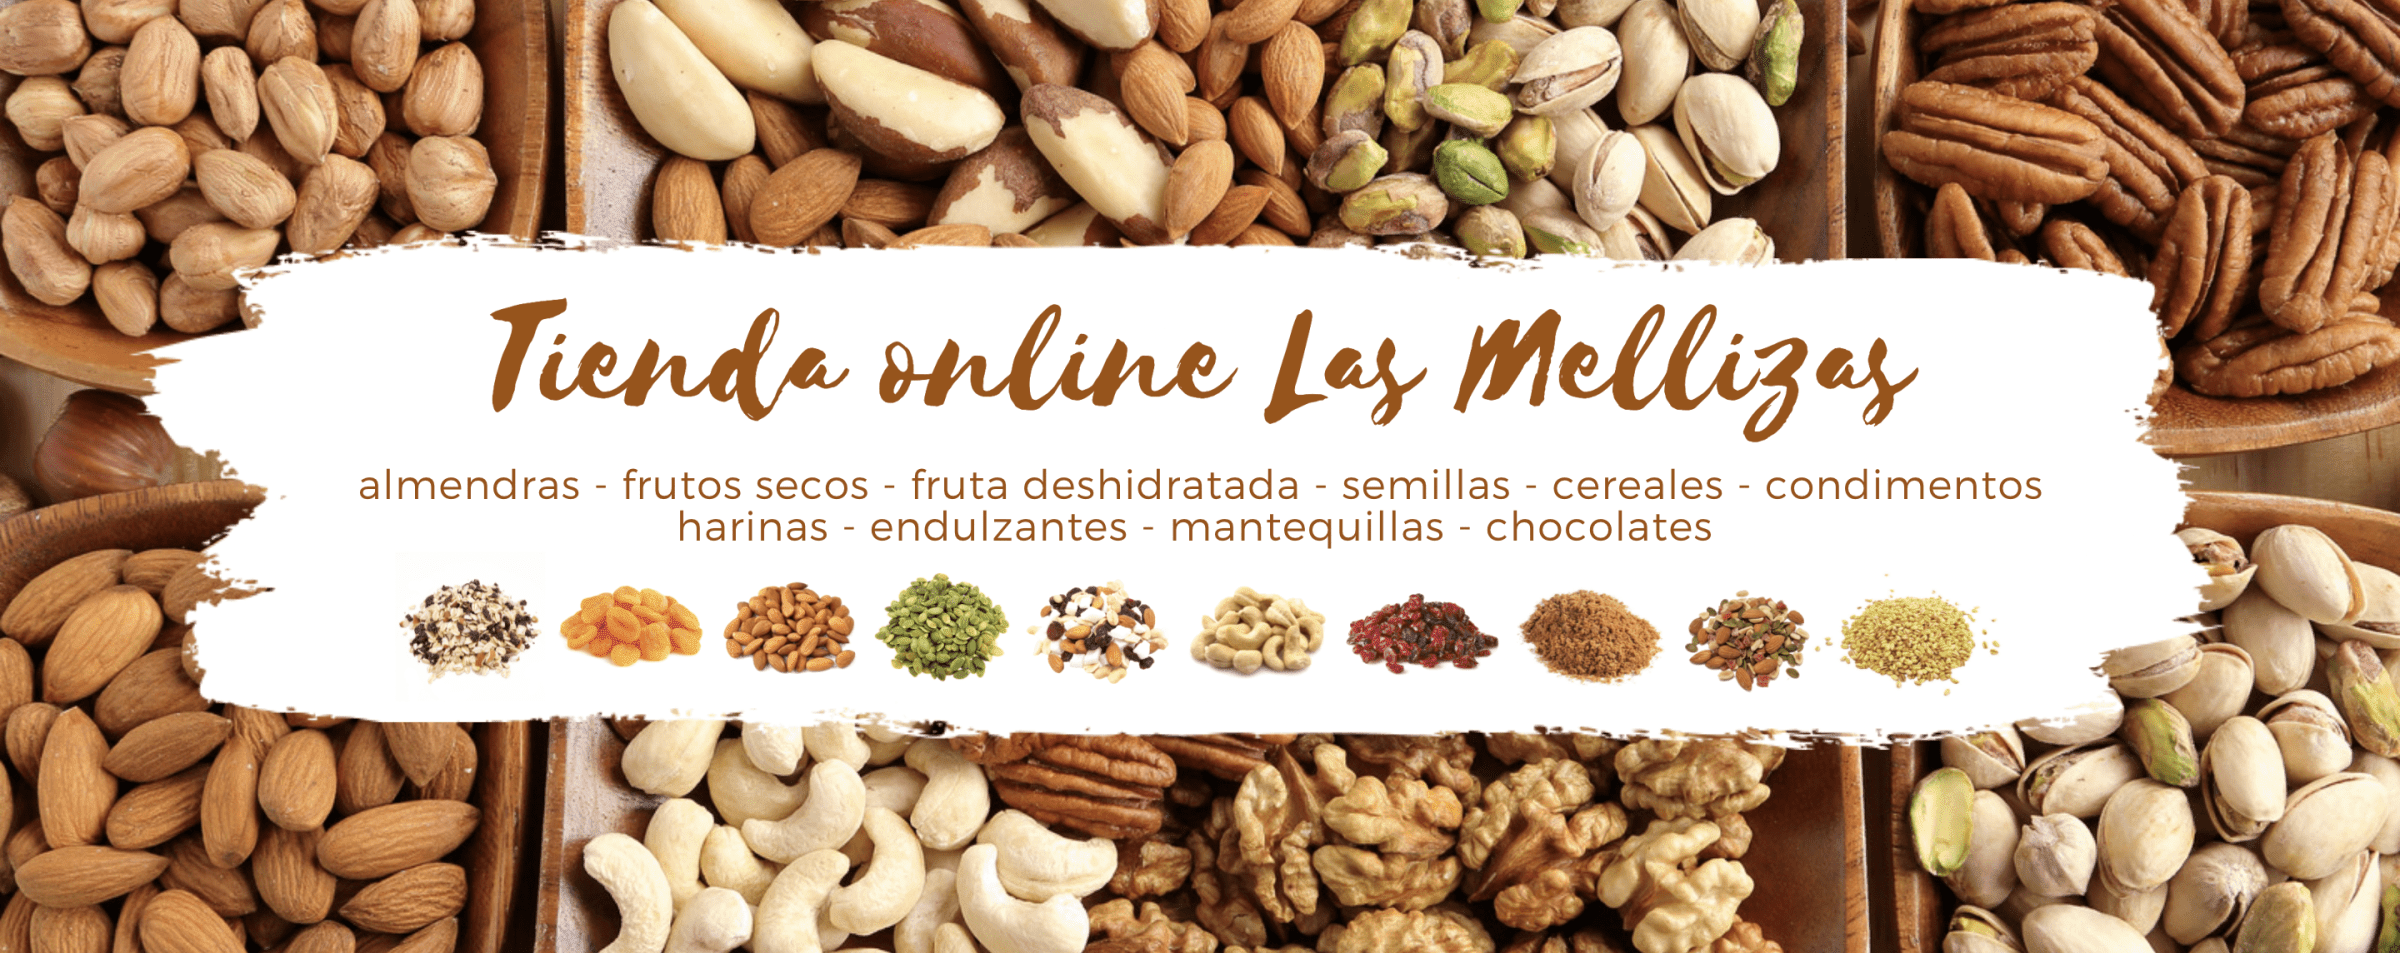 Tienda online Las Mellizas
almendras - frutos secos - fruta deshidratada - semillas - cereales - condimentos
harinas - endulzantes - mantequillas - chocolates